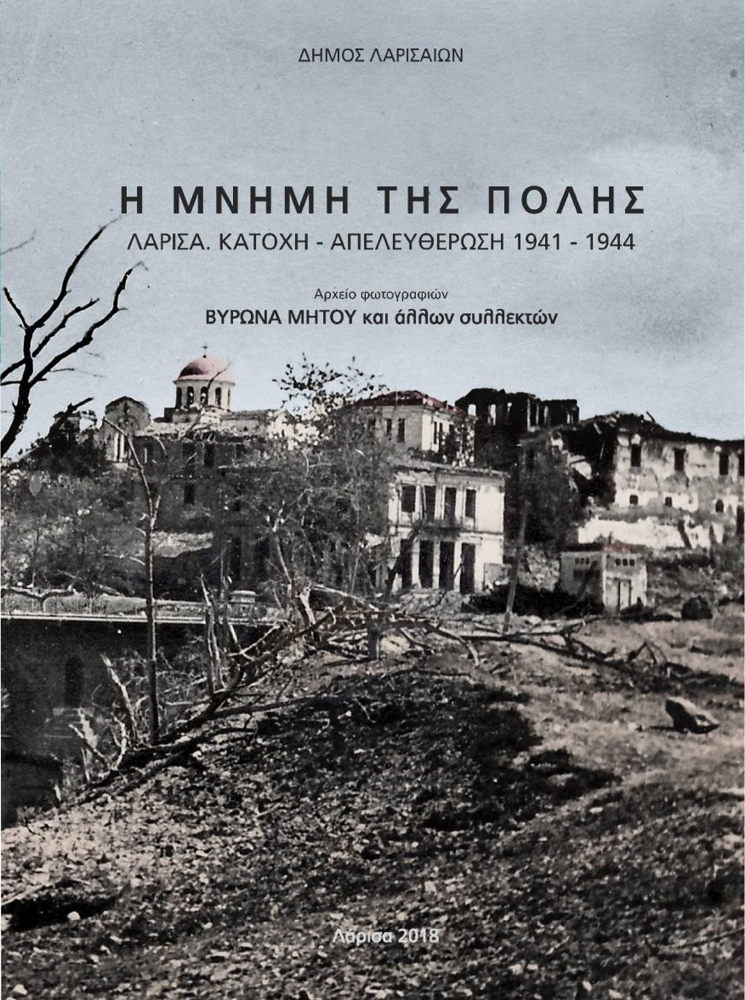 ΔΗΜΟΣ ΛΑΡΙΣΑΙΩΝ
Η ΜΝΗΜΗ ΤΗΣ ΠΟΛΗΣ
ΛΑΡΙΣΑ. ΚΑΤΟΧΗ - ΑΠΕΛΕΥΘΕΡΩΣΗ 1941 - 1944
Αρχείο φωτογραφιών
ΒΥΡΩΝΑ ΜΗΤΟΥ και άλλων συλλεκτών
Λάρισα 2018